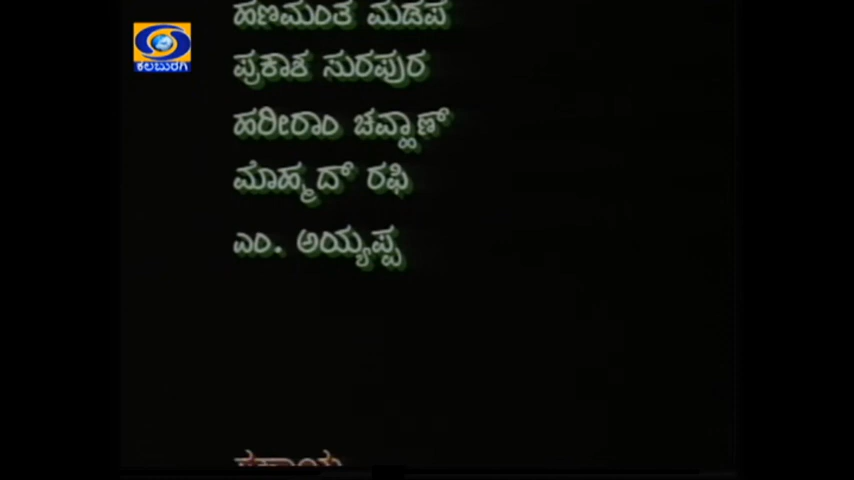 ಕಲಬುರಗಿ
ಹಣಮಂತ ಮಡಪ
ಪ್ರಕಾಶ ಸುರಪುರ
ಹರೀರಾಂ ಚವ್ಹಾಣ್
ಮೊಹ್ಮದ್ ರಫಿ
ಎಂ. ಅಯ್ಯಪ್ಪ